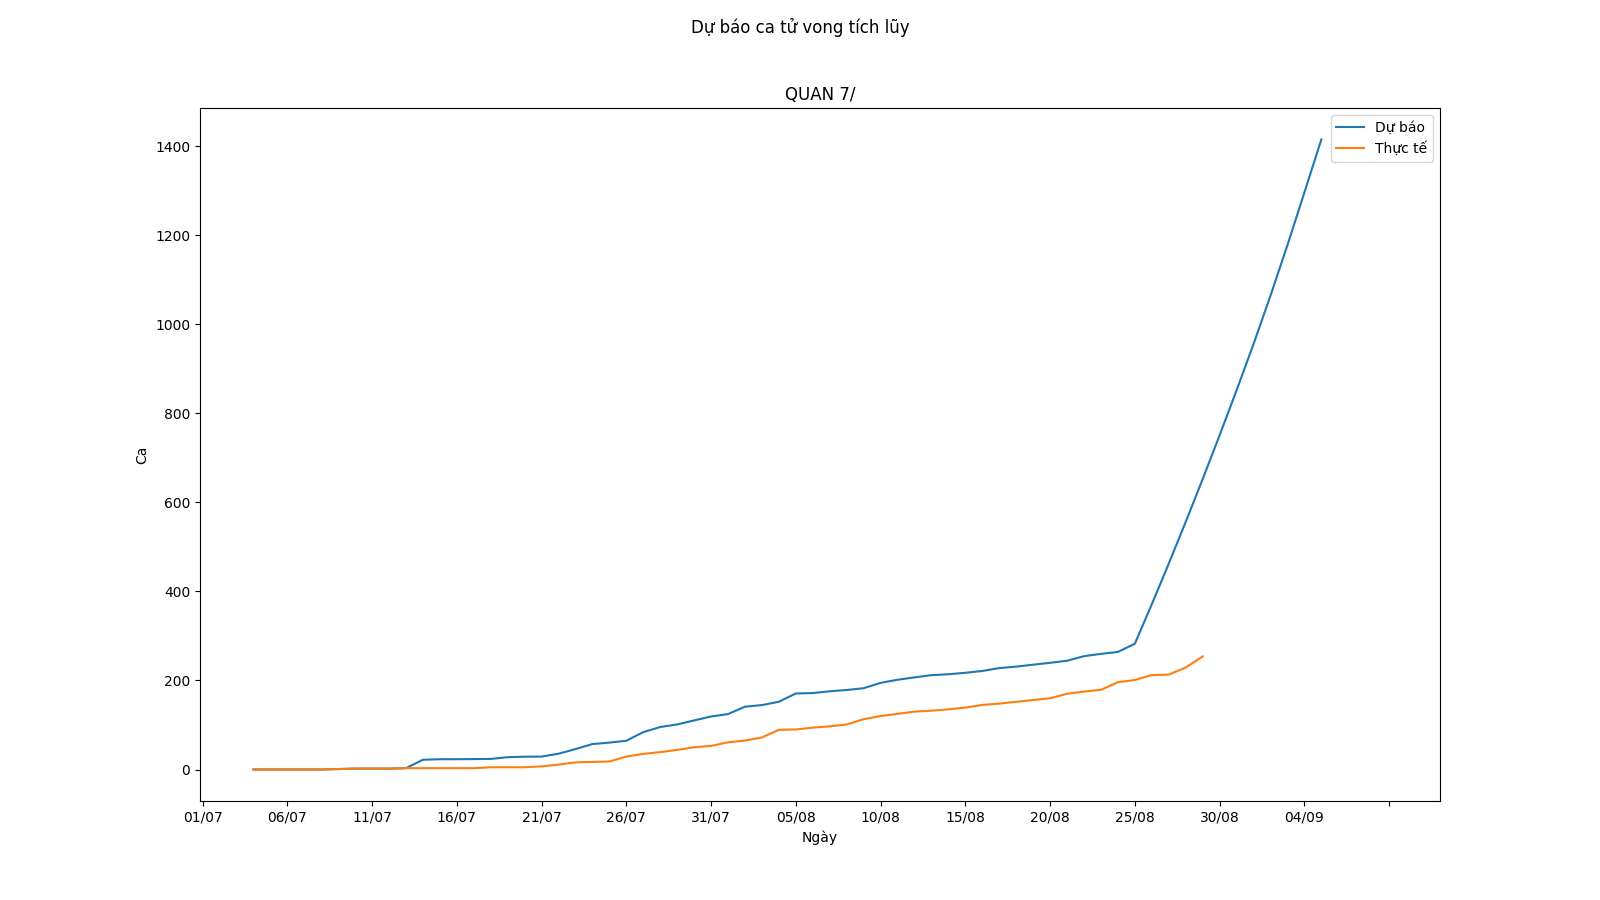 Dự báo ca tử vong tích lũy
QUAN 7/
Dự báo
Thực tế
1400
1200
1000
800
600
400
200
0
Ca
01/07 06/07 11/07 16/07 21/07 26/07 31/07 05/08 10/08 15/08 20/08 25/08 30/08 04/09
Ngày